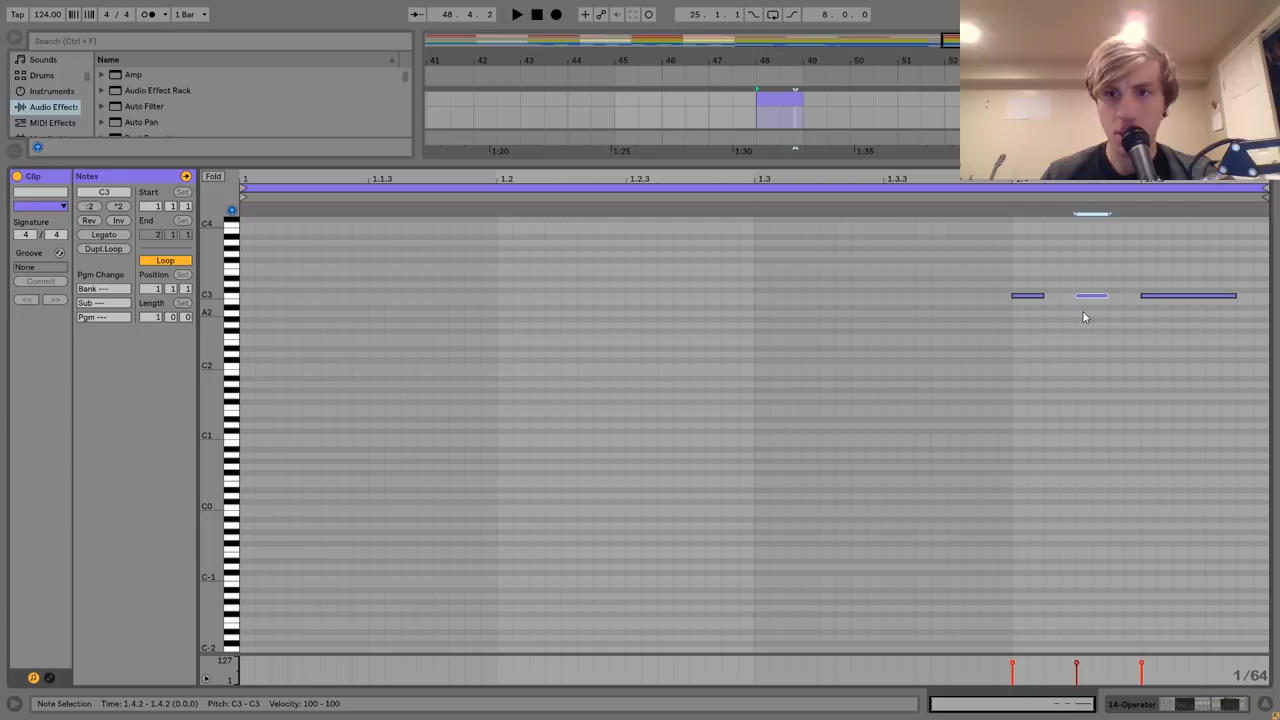 Tap 124.00 4 / 4 1 Bar 48. 4. 2 25. 1. 1 8. 0. 0
Search (Ctrl + F)
Sounds
Drums
Instruments
Audio Effects
MIDI Effects
Name
Amp
Audio Effect Rack
Auto Filter
Auto Pan
41 42 43 44 45 46 47 48 49 50 51 52
1:20 1:25 1:30 1:35
Clip
Signature
4 / 4
Groove
None
Commit
<< >>
Notes
C3
:2 *2
Rev Inv
Legato
Dupl.Loop
Pgm Change
Bank ---
Sub ---
Pgm ---
Start Set
1 1 1
End Set
2 1 1
Loop
Position Set
1 1 1
Length
1 0 0
Fold
1 1.1.3 1.2 1.2.3 1.3 1.3.3
C4
C3
A2
C2
C1
C0
C-1
C-2
127
1
1/64
Note Selection Time: 1.4.2 - 1.4.2 (0.0.0) Pitch: C3 - C3 Velocity: 100 - 100
14-Operator